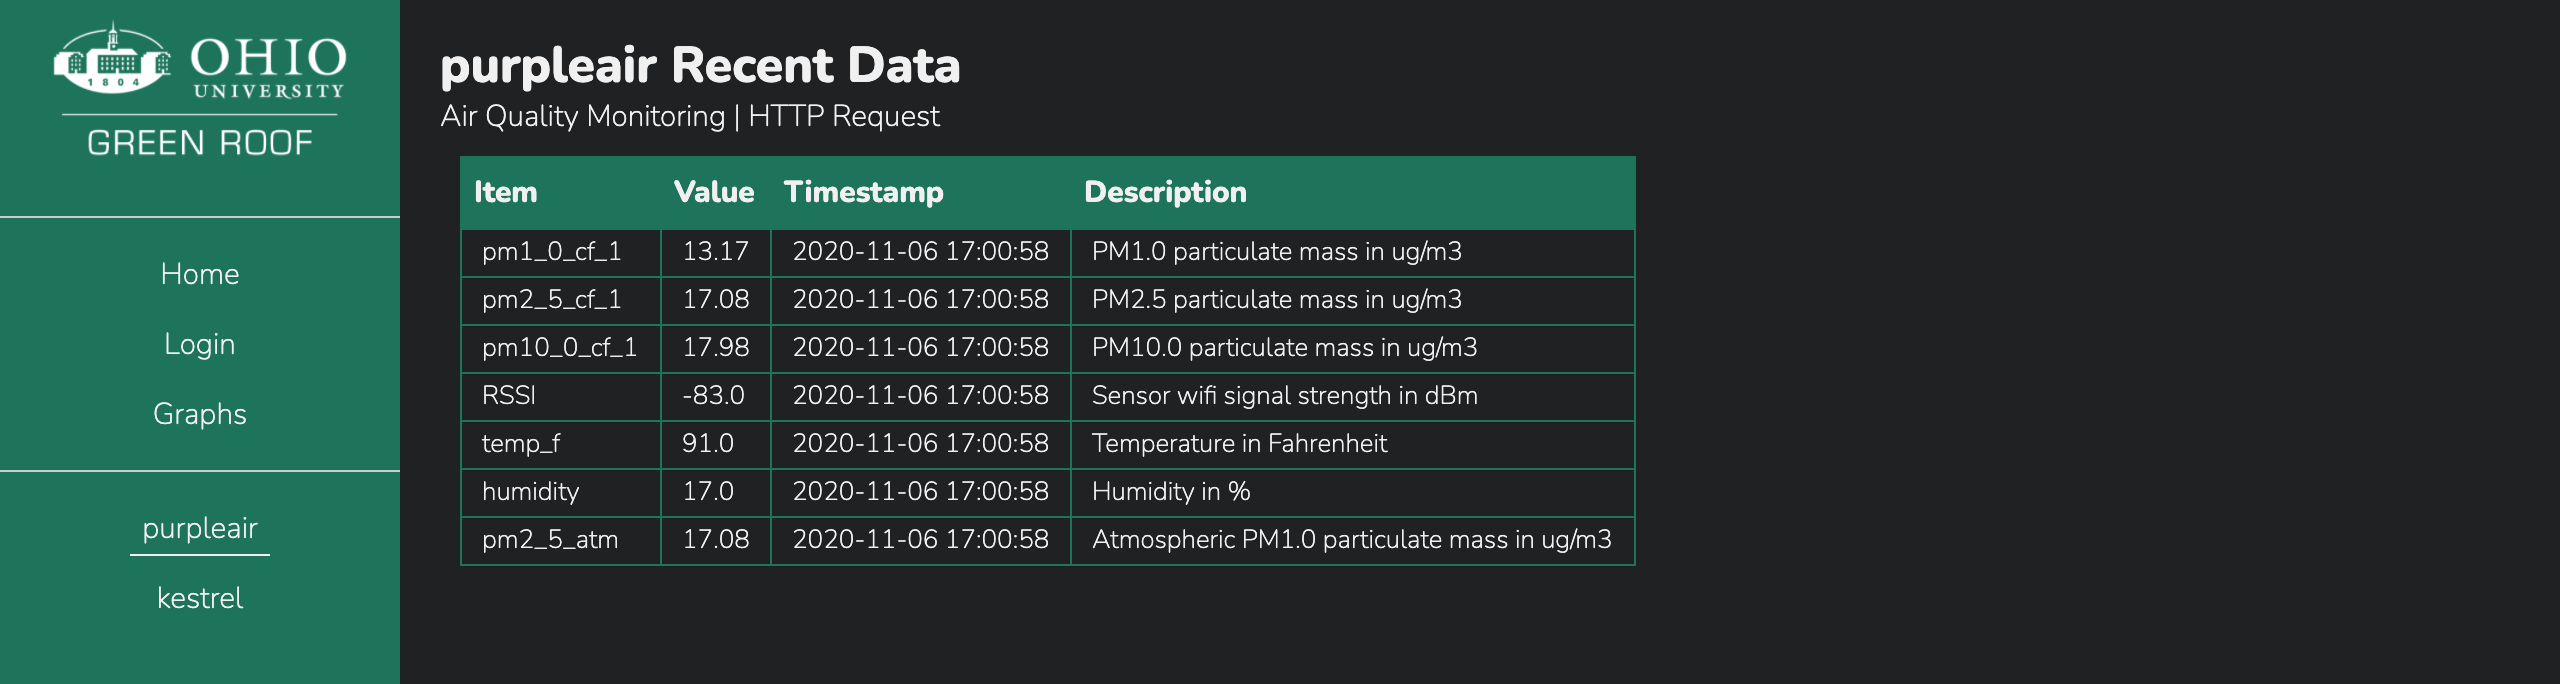 OHIO
UNIVERSITY
1804
GREEN ROOF
Home
Login
Graphs
purpleair
kestrel
purpleair Recent Data
Air Quality Monitoring | HTTP Request
Item Value Timestamp Description
pm1_0_cf_1 13.17 2020-11-06 17:00:58 PM1.0 particulate mass in ug/m3
pm2_5_cf_1 17.08 2020-11-06 17:00:58 PM2.5 particulate mass in ug/m3
pm10_0_cf_1 17.98 2020-11-06 17:00:58 PM10.0 particulate mass in ug/m3
RSSI -83.0 2020-11-06 17:00:58 Sensor wifi signal strength in dBm
temp_f 91.0 2020-11-06 17:00:58 Temperature in Fahrenheit
humidity 17.0 2020-11-06 17:00:58 Humidity in %
pm2_5_atm 17.08 2020-11-06 17:00:58 Atmospheric PM1.0 particulate mass in ug/m3